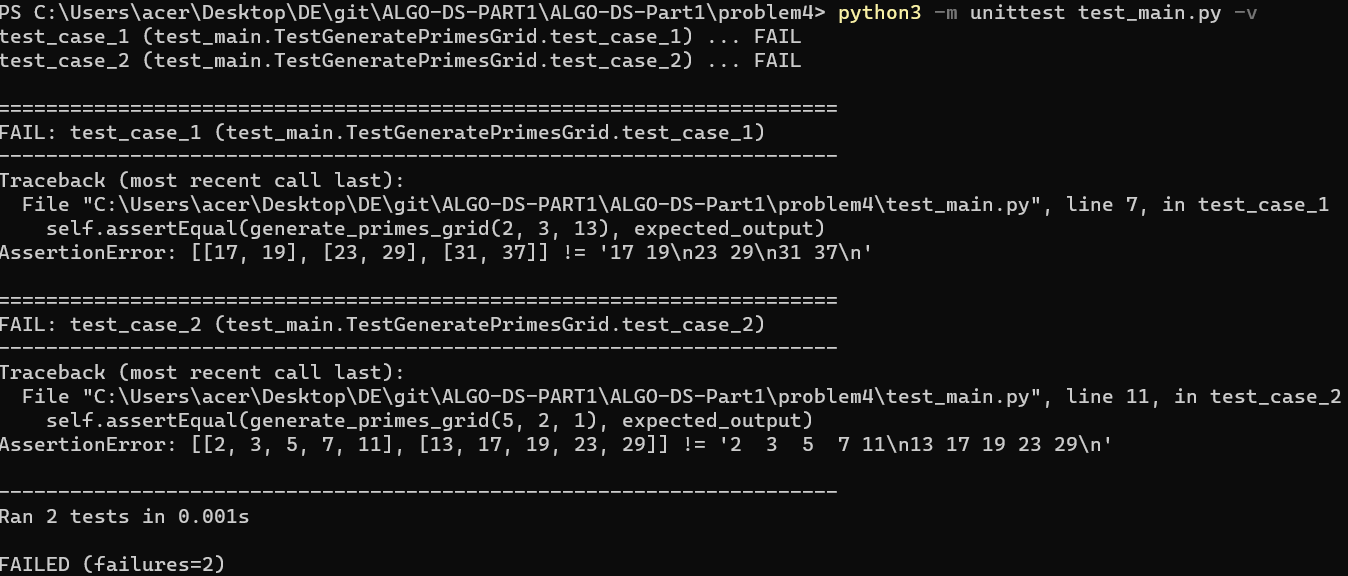 PS C:\Users\acer\Desktop\DE\git\ALGO-DS-PART1\ALGO-DS-Part1\problem4> python3 -m unittest test_main.py -v
test_case_1 (test_main.TestGeneratePrimesGrid.test_case_1) ... FAIL
test_case_2 (test_main.TestGeneratePrimesGrid.test_case_2) ... FAIL

======================================================================
FAIL: test_case_1 (test_main.TestGeneratePrimesGrid.test_case_1)
----------------------------------------------------------------------
Traceback (most recent call last):
  File "C:\Users\acer\Desktop\DE\git\ALGO-DS-PART1\ALGO-DS-Part1\problem4\test_main.py", line 7, in test_case_1
    self.assertEqual(generate_primes_grid(2, 3, 13), expected_output)
AssertionError: [[17, 19], [23, 29], [31, 37]] != '17 19\n23 29\n31 37\n'

======================================================================
FAIL: test_case_2 (test_main.TestGeneratePrimesGrid.test_case_2)
----------------------------------------------------------------------
Traceback (most recent call last):
  File "C:\Users\acer\Desktop\DE\git\ALGO-DS-PART1\ALGO-DS-Part1\problem4\test_main.py", line 11, in test_case_2
    self.assertEqual(generate_primes_grid(5, 2, 1), expected_output)
AssertionError: [[2, 3, 5, 7, 11], [13, 17, 19, 23, 29]] != '2  3  5  7 11\n13 17 19 23 29\n'

----------------------------------------------------------------------
Ran 2 tests in 0.001s

FAILED (failures=2)